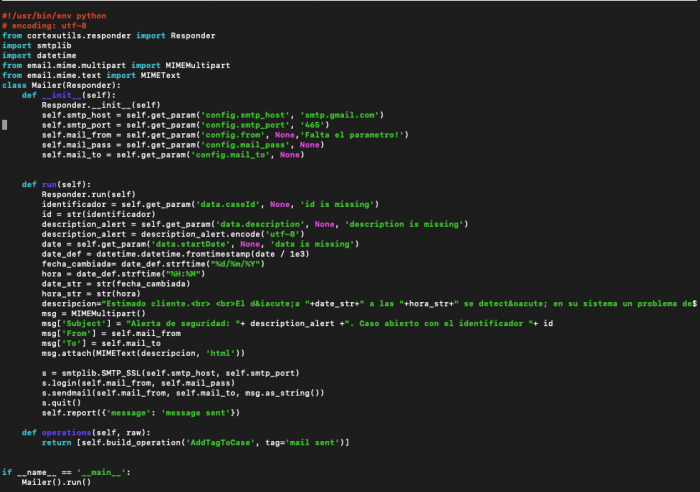 #!/usr/bin/env python
# encoding: utf-8
from cortexutils.responder import Responder
import smtplib
import datetime
from email.mime.multipart import MIMEMultipart
from email.mime.text import MIMEText
class Mailer(Responder):
    def __init__(self):
        Responder.__init__(self)
        self.smtp_host = self.get_param('config.smtp_host', 'smtp.gmail.com')
        self.smtp_port = self.get_param('config.smtp_port', '465')
        self.mail_from = self.get_param('config.from', None,'Falta el parametro!')
        self.mail_pass = self.get_param('config.mail_pass', None)
        self.mail_to = self.get_param('config.mail_to', None)
    def run(self):
        Responder.run(self)
        identificador = self.get_param('data.caseId', None, 'id is missing')
        id = str(identificador)
        description_alert = self.get_param('data.description', None, 'description is missing')
        description_alert = description_alert.encode('utf-8')
        date = self.get_param('data.startDate', None, 'data is missing')
        date_def = datetime.datetime.fromtimestamp(date / 1e3)
        fecha_cambiada= date_def.strftime("%d/%m/%Y")
        hora = date_def.strftime("%H:%M")
        date_str = str(fecha_cambiada)
        hora_str = str(hora)
        descripcion="Estimado cliente.<br> <br>El d&iacute;a "+date_str+" a las "+hora_str+" se detect&oacute; en su sistema un problema de$
        msg = MIMEMultipart()
        msg['Subject'] = "Alerta de seguridad: "+ description_alert +". Caso abierto con el identificador "+ id
        msg['From'] = self.mail_from
        msg['To'] = self.mail_to
        msg.attach(MIMEText(descripcion, 'html'))
        s = smtplib.SMTP_SSL(self.smtp_host, self.smtp_port)
        s.login(self.mail_from, self.mail_pass)
        s.sendmail(self.mail_from, self.mail_to, msg.as_string())
        s.quit()
        self.report({'message': 'message sent'})
    def operations(self, raw):
        return [self.build_operation('AddTagToCase', tag='mail sent')]
if __name__ == '__main__':
    Mailer().run()